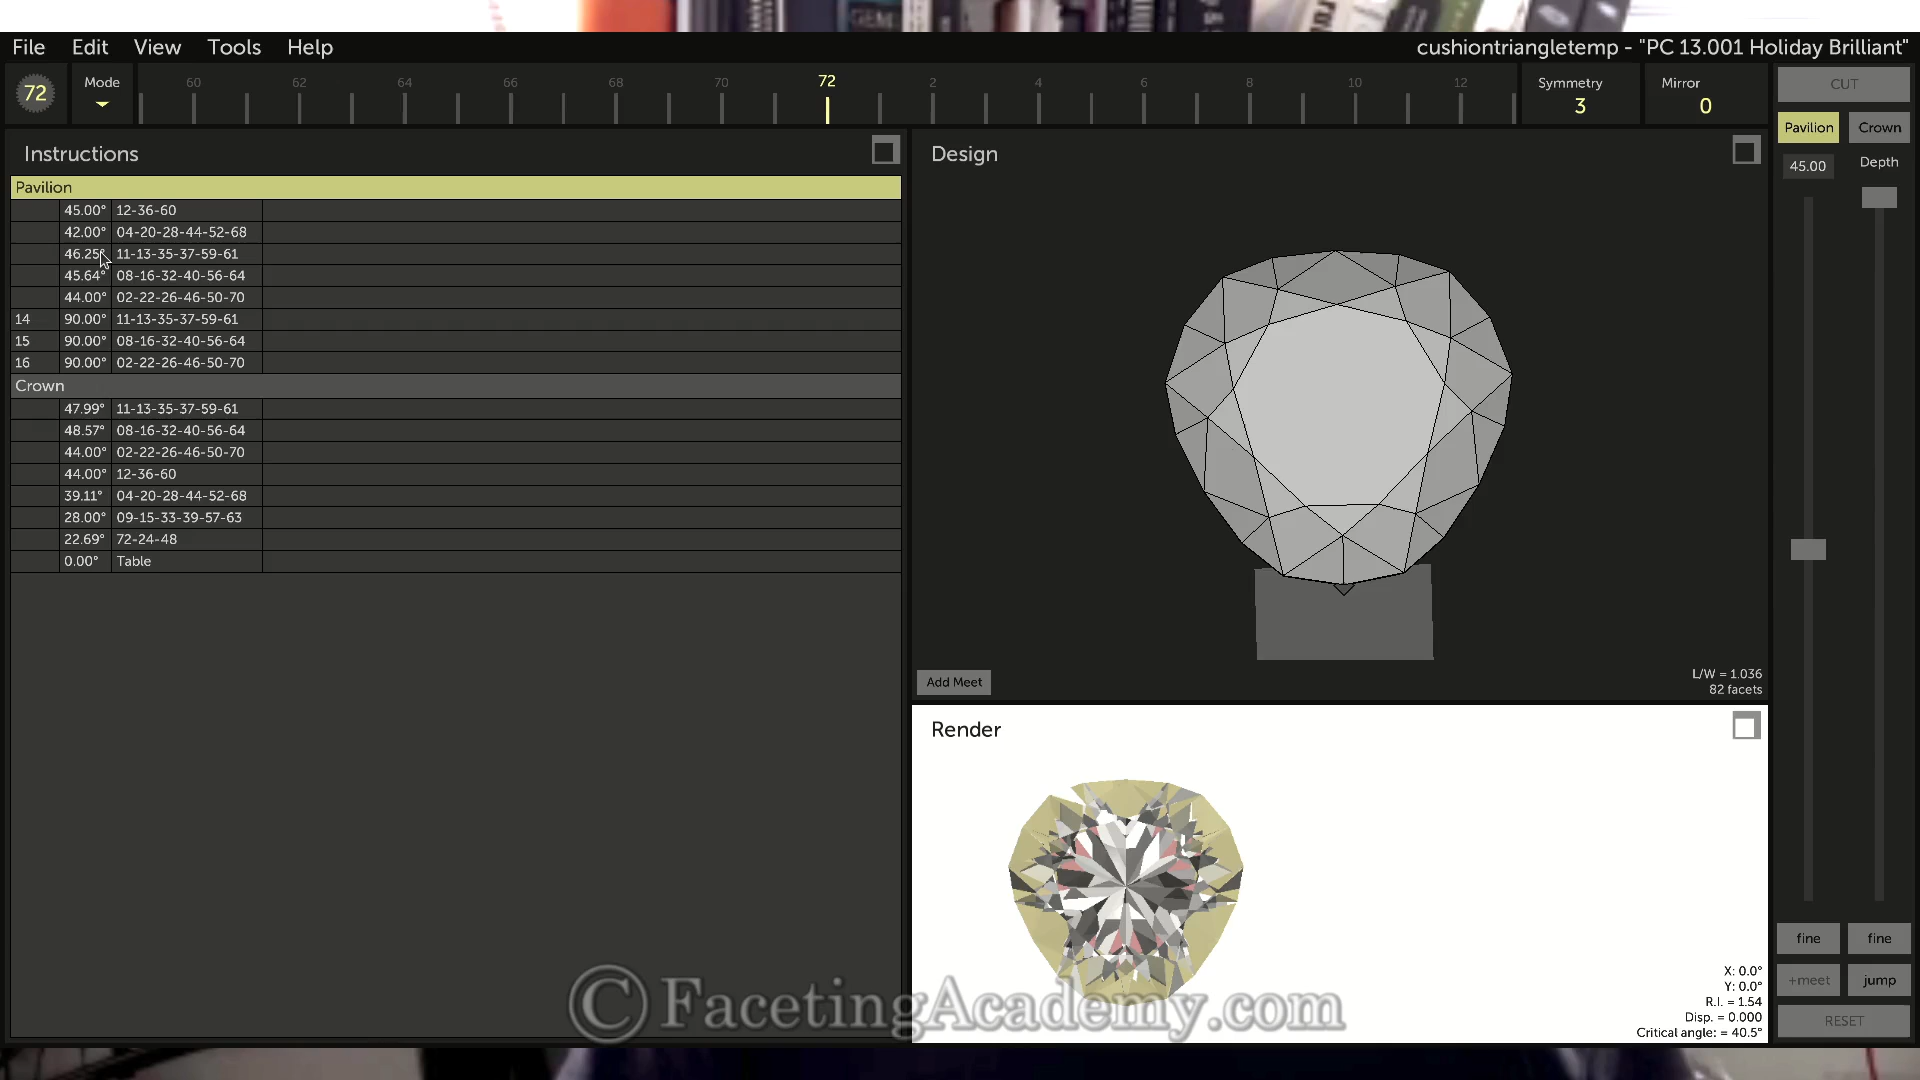 File Edit View Tools Help
cushiontriangletemp - "PC 13.001 Holiday Brilliant"
72
Mode
60 62 64 66 68 70 72 2 4 6 8 10 12
Symmetry
3
Mirror
0
CUT
Pavilion Crown
45.00 Depth
Instructions
Pavilion
45.00° 12-36-60
42.00° 04-20-28-44-52-68
46.25° 11-13-35-37-59-61
45.64° 08-16-32-40-56-64
44.00° 02-22-26-46-50-70
14 90.00° 11-13-35-37-59-61
15 90.00° 08-16-32-40-56-64
16 90.00° 02-22-26-46-50-70
Crown
47.99° 11-13-35-37-59-61
48.57° 08-16-32-40-56-64
44.00° 02-22-26-46-50-70
44.00° 12-36-60
39.11° 04-20-28-44-52-68
28.00° 09-15-33-39-57-63
22.69° 72-24-48
0.00° Table
Design
Add Meet
L/W = 1.036
82 facets
Render
X: 0.0°
Y: 0.0°
R.I. = 1.54
Disp. = 0.000
Critical angle: = 40.5°
fine fine
+meet jump
RESET
© FacetingAcademy.com